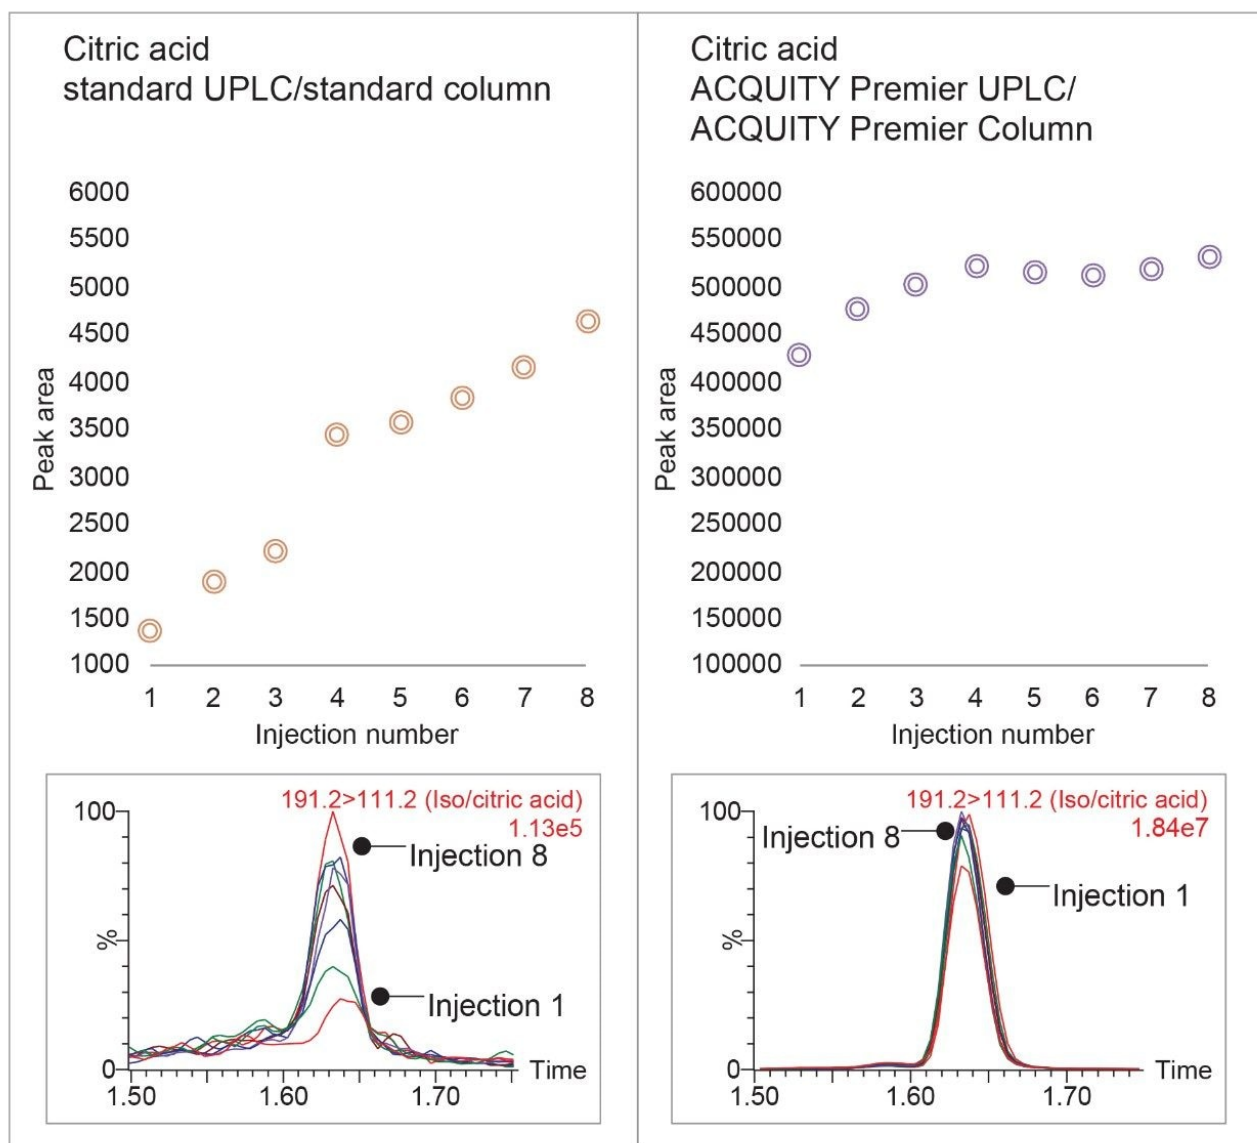 Citric acid
standard UPLC/standard column
6000
5500
5000
4500
4000
3500
3000
2500
2000
1500
1000
Peak area
1 2 3 4 5 6 7 8
Injection number
191.2>111.2 (Iso/citric acid)
1.13e5
100
Injection 8
%
Injection 1
0
Time
1.50 1.60 1.70
Citric acid
ACQUITY Premier UPLC/
ACQUITY Premier Column
600000
550000
500000
450000
400000
350000
300000
250000
200000
150000
100000
Peak area
1 2 3 4 5 6 7 8
Injection number
191.2>111.2 (Iso/citric acid)
1.84e7
100
Injection 8
Injection 1
%
0
Time
1.50 1.60 1.70